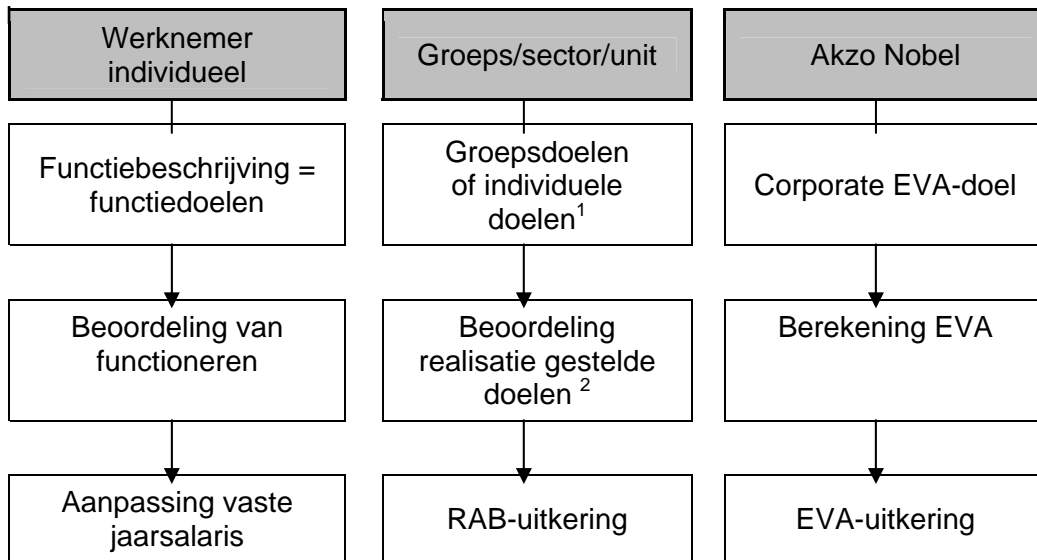 Werknemer
individueel
Functiebeschrijving =
functiedoelen
Beoordeling van
functioneren
Aanpassing vaste
jaarsalaris
Groeps/sector/unit
Groepsdoelen
of individuele
doelen¹
Beoordeling
realisatie gestelde
doelen ²
RAB-uitkering
Akzo Nobel
Corporate EVA-doel
Berekening EVA
EVA-uitkering